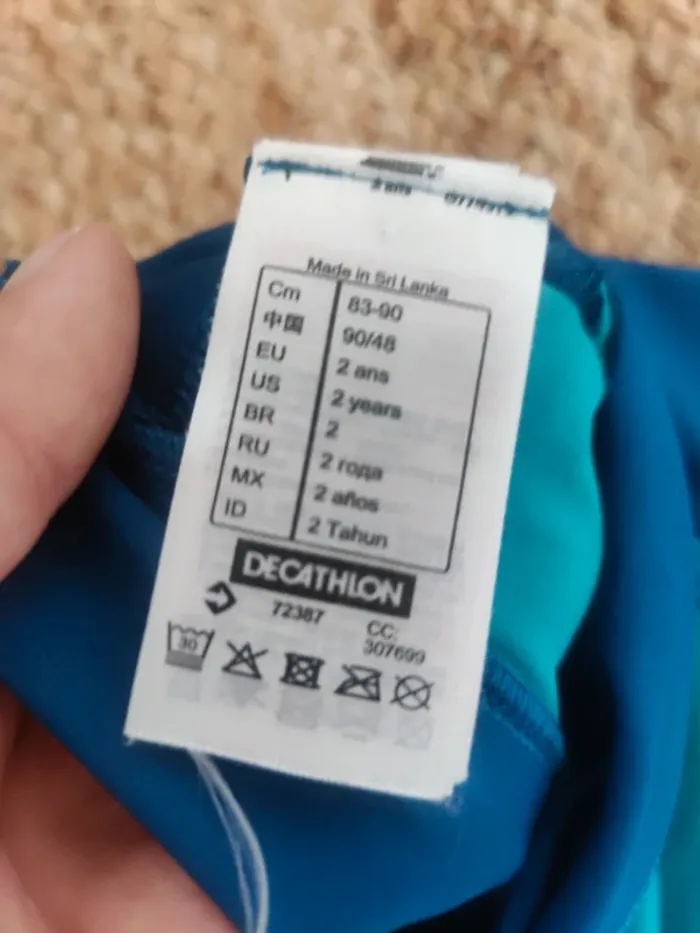 Made in Sri Lanka
Cm 83-90
中国 90/48
EU 2 ans
US 2 years
BR 2
RU 2 года
MX 2 años
ID 2 Tahun
DECATHLON
72387 CC:
307699
30